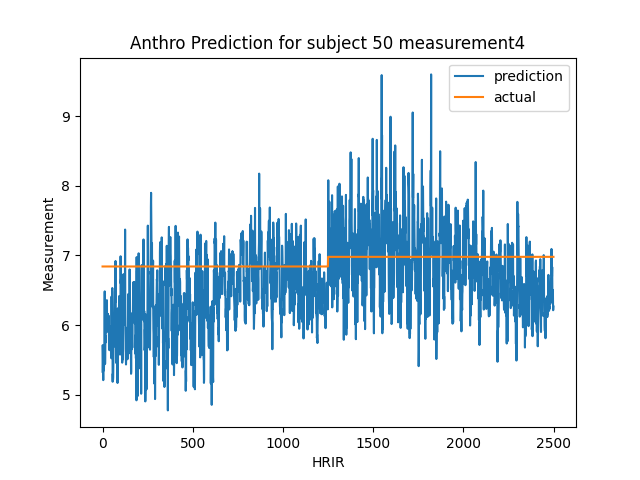 Anthro Prediction for subject 50 measurement4
prediction
actual
Measurement
9
8
7
6
5
0
500
1000
1500
2000
2500
HRIR